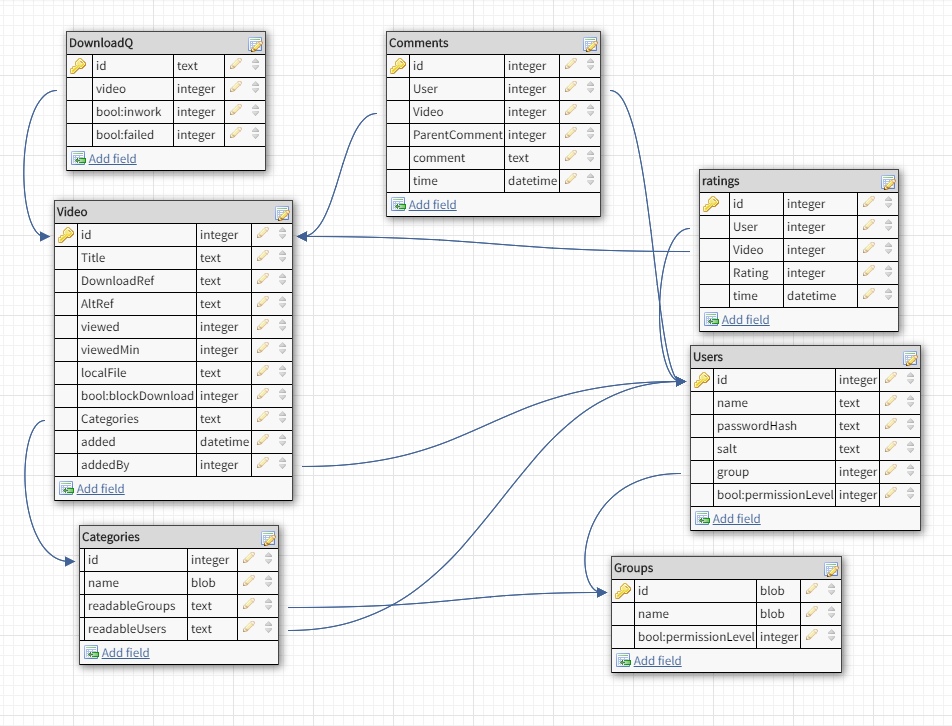 DownloadQ
id text
video integer
bool:inwork integer
bool:failed integer
Add field
Comments
id integer
User integer
Video integer
ParentComment integer
comment text
time datetime
Add field
ratings
id integer
User integer
Video integer
Rating integer
time datetime
Add field
Video
id integer
Title text
DownloadRef text
AltRef text
viewed integer
viewedMin integer
localFile text
bool:blockDownload integer
Categories text
added datetime
addedBy integer
Add field
Users
id integer
name text
passwordHash text
salt text
group integer
bool:permissionLevel integer
Add field
Categories
id integer
name blob
readableGroups text
readableUsers text
Add field
Groups
id blob
name blob
bool:permissionLevel integer
Add field